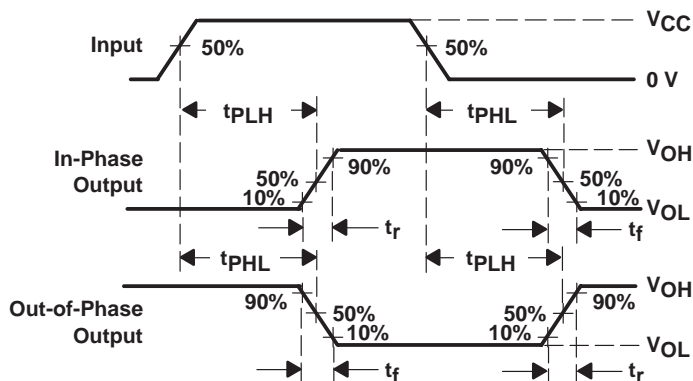 VCC
Input
50%
50%
0 V
tPLH
tPHL
In-Phase
Output
VOH
90%
90%
50%
50%
10%
10%
VOL
tr
tf
tPHL
tPLH
Out-of-Phase
Output
VOH
90%
90%
50%
50%
10%
10%
VOL
tf
tr